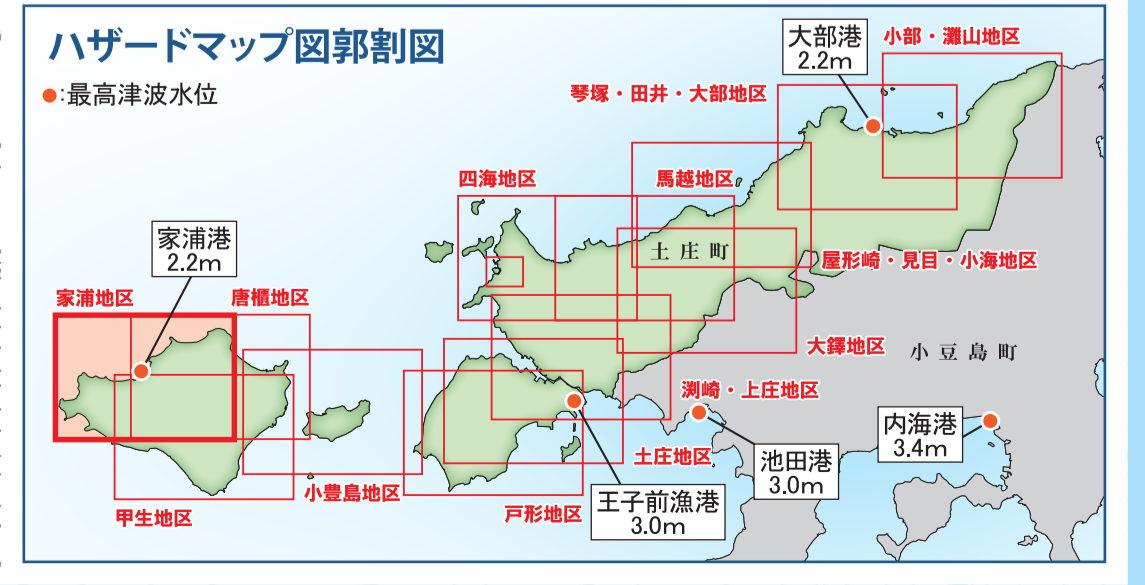 ハザードマップ図郭割図
●:最高津波水位
大部港
2.2m
小部・灘山地区
琴塚・田井・大部地区
四海地区
馬越地区
家浦港
2.2m
土庄町
屋形崎・見目・小海地区
家浦地区
唐櫃地区
大鐸地区
小豆島町
渕崎・上庄地区
内海港
3.4m
土庄地区
池田港
3.0m
小豊島地区
戸形地区
王子前漁港
3.0m
甲生地区